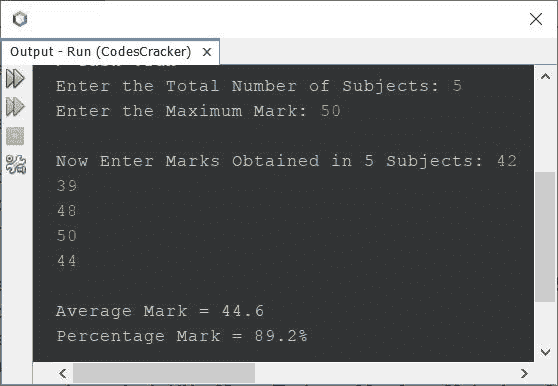 Output - Run (CodesCracker)
Enter the Total Number of Subjects: 5
Enter the Maximum Mark: 50
Now Enter Marks Obtained in 5 Subjects: 42
39
48
50
44
Average Mark = 44.6
Percentage Mark = 89.2%